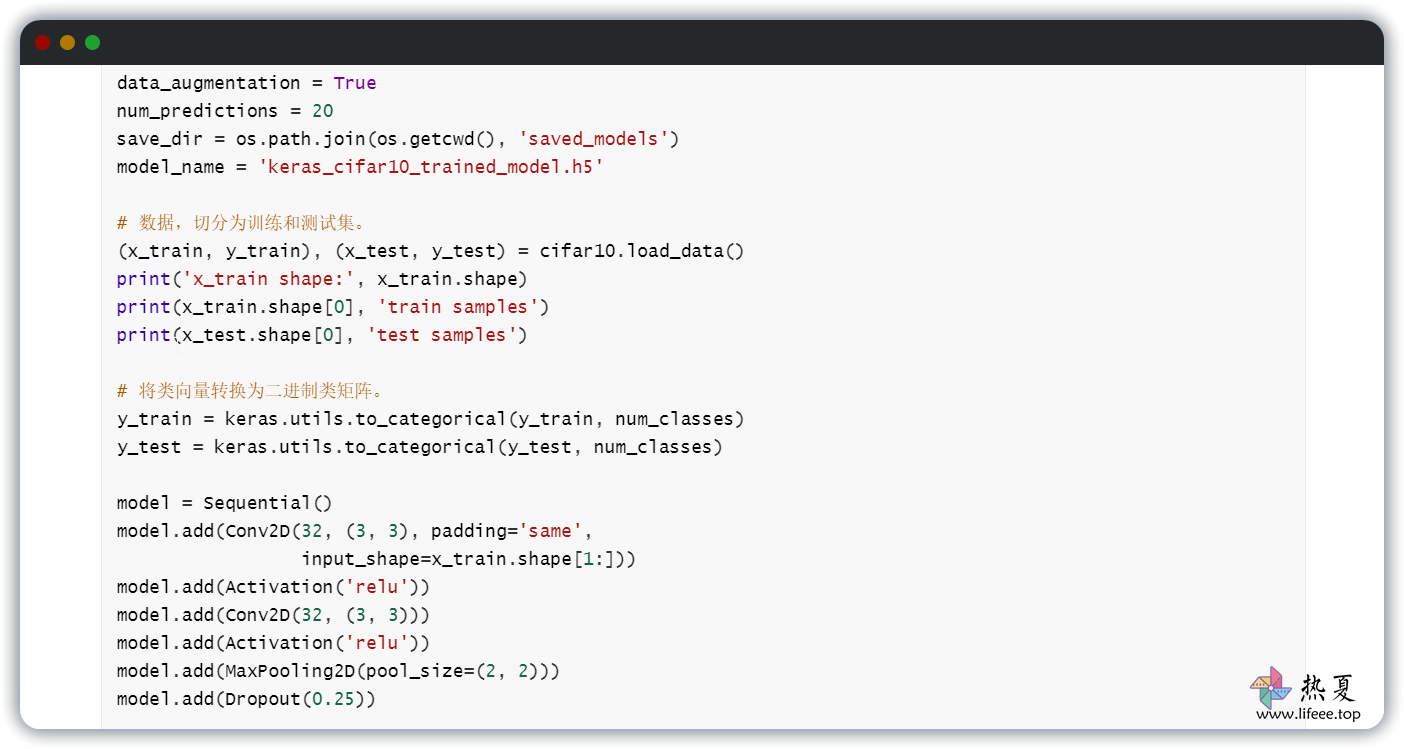 data_augmentation = True
num_predictions = 20
save_dir = os.path.join(os.getcwd(), 'saved_models')
model_name = 'keras_cifar10_trained_model.h5'
# 数据，切分为训练和测试集。
(x_train, y_train), (x_test, y_test) = cifar10.load_data()
print('x_train shape:', x_train.shape)
print(x_train.shape[0], 'train samples')
print(x_test.shape[0], 'test samples')
# 将类向量转换为二进制类矩阵。
y_train = keras.utils.to_categorical(y_train, num_classes)
y_test = keras.utils.to_categorical(y_test, num_classes)
model = Sequential()
model.add(Conv2D(32, (3, 3), padding='same',
                 input_shape=x_train.shape[1:]))
model.add(Activation('relu'))
model.add(Conv2D(32, (3, 3)))
model.add(Activation('relu'))
model.add(MaxPooling2D(pool_size=(2, 2)))
model.add(Dropout(0.25))
热夏
www.lifeee.top